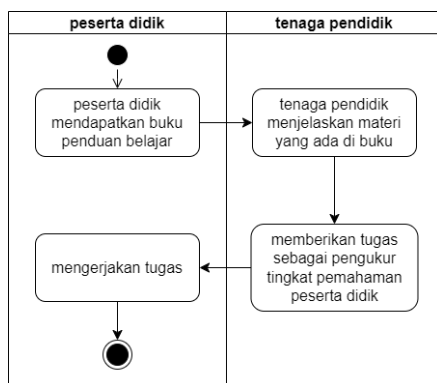 peserta didik
tenaga pendidik
peserta didik
mendapatkan buku
penduan belajar
tenaga pendidik
menjelaskan materi
yang ada di buku
memberikan tugas
sebagai pengukur
tingkat pemahaman
peserta didik
mengerjakan tugas